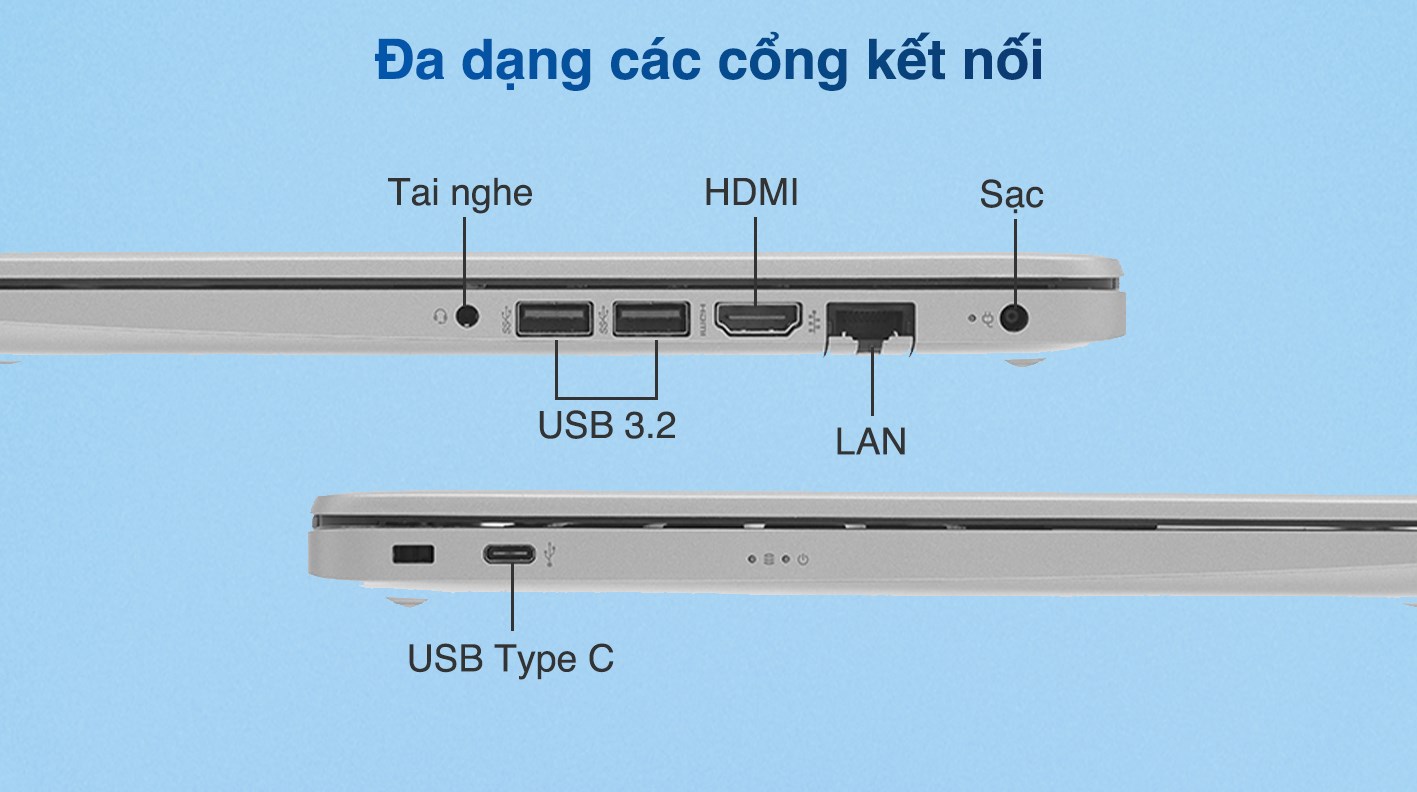 Đa dạng các cổng kết nối
Tai nghe
HDMI
Sạc
USB 3.2
LAN
USB Type C